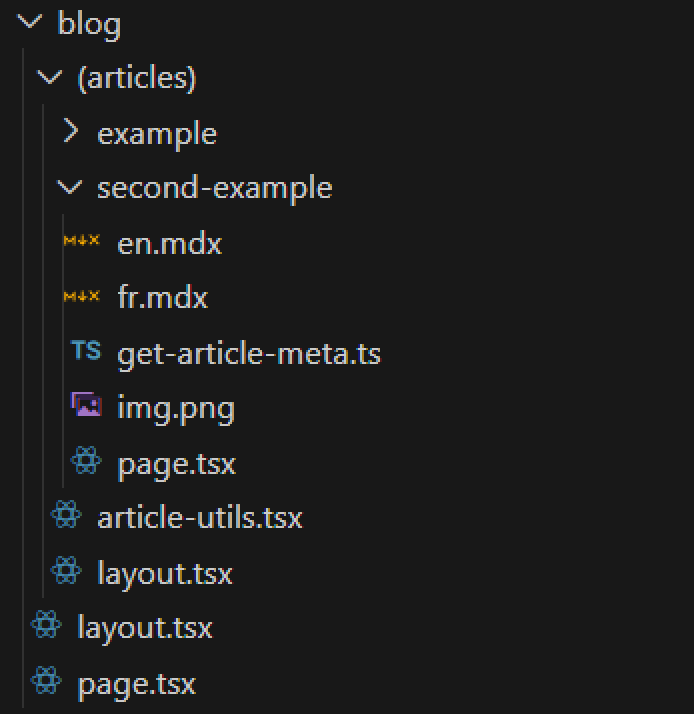 blog
(articles)
example
second-example
M↓X en.mdx
M↓X fr.mdx
TS get-article-meta.ts
img.png
page.tsx
article-utils.tsx
layout.tsx
layout.tsx
page.tsx